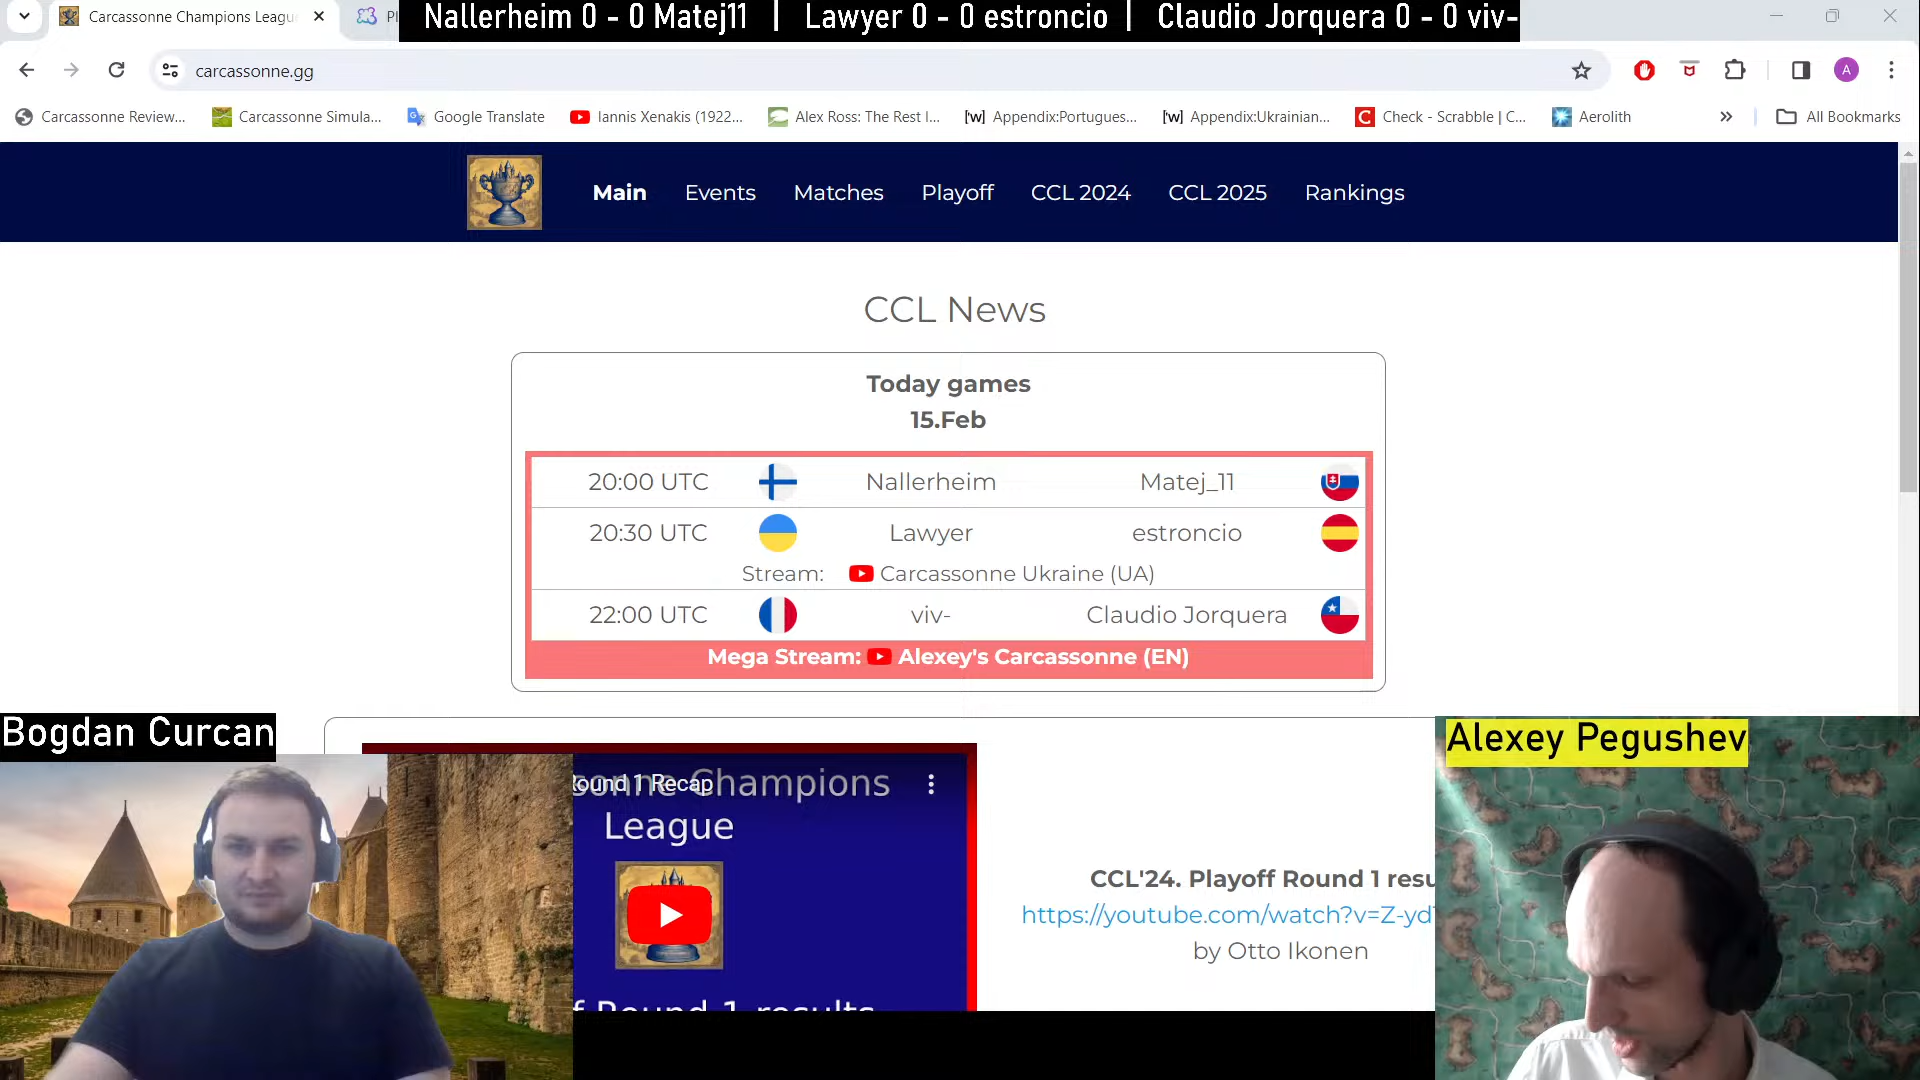 Nallerheim 0 - 0 Matej11 | Lawyer 0 - 0 estroncio | Claudio Jorquera 0 - 0 viv-
Carcassonne Champions Leagu
carcassonne.gg
A
Carcassonne Review...
Carcassonne Simula...
Google Translate
Iannis Xenakis (1922...
Alex Ross: The Rest I...
[w] Appendix:Portugues...
[w] Appendix:Ukrainian...
C Check - Scrabble | C...
Aerolith
All Bookmarks
Main
Events
Matches
Playoff
CCL 2024
CCL 2025
Rankings
CCL News
Today games
15.Feb
20:00 UTC Nallerheim Matej_11
20:30 UTC Lawyer estroncio
Stream: Carcassonne Ukraine (UA)
22:00 UTC viv- Claudio Jorquera
Mega Stream: Alexey's Carcassonne (EN)
Bogdan Curcan
Alexey Pegushev
Round 1 Recap
sonne Champions
League
f Round 1 results
CCL'24. Playoff Round 1 resu
https://youtube.com/watch?v=Z-yd
by Otto Ikonen